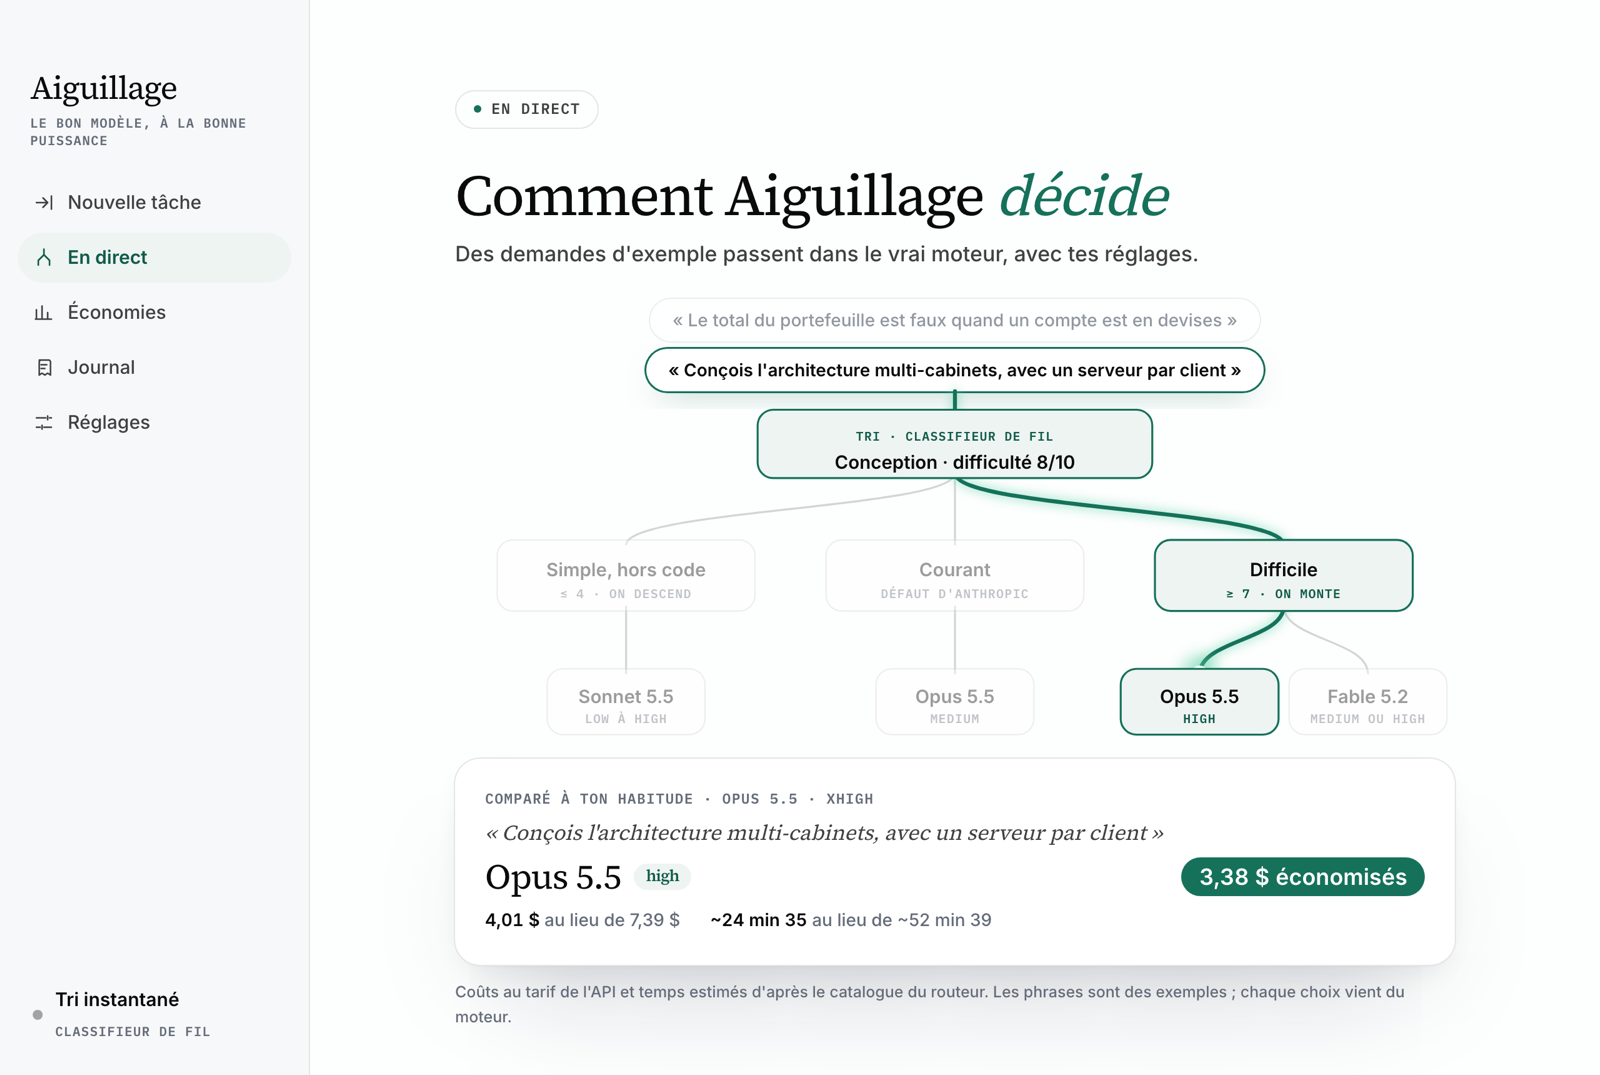 Aiguillage
LE BON MODÈLE, À LA BONNE
PUISSANCE
Nouvelle tâche
En direct
Économies
Journal
Réglages
Tri instantané
CLASSIFIEUR DE FIL
EN DIRECT
Comment Aiguillage décide
Des demandes d'exemple passent dans le vrai moteur, avec tes réglages.
« Le total du portefeuille est faux quand un compte est en devises »
« Conçois l'architecture multi-cabinets, avec un serveur par client »
TRI · CLASSIFIEUR DE FIL
Conception · difficulté 8/10
Simple, hors code
≤ 4 · ON DESCEND
Courant
DÉFAUT D'ANTHROPIC
Difficile
≥ 7 · ON MONTE
Sonnet 5.5
LOW À HIGH
Opus 5.5
MEDIUM
Opus 5.5
HIGH
Fable 5.2
MEDIUM OU HIGH
COMPARÉ À TON HABITUDE · OPUS 5.5 · XHIGH
« Conçois l'architecture multi-cabinets, avec un serveur par client »
Opus 5.5 high
3,38 $ économisés
4,01 $ au lieu de 7,39 $ ~24 min 35 au lieu de ~52 min 39
Coûts au tarif de l'API et temps estimés d'après le catalogue du routeur. Les phrases sont des exemples ; chaque choix vient du
moteur.